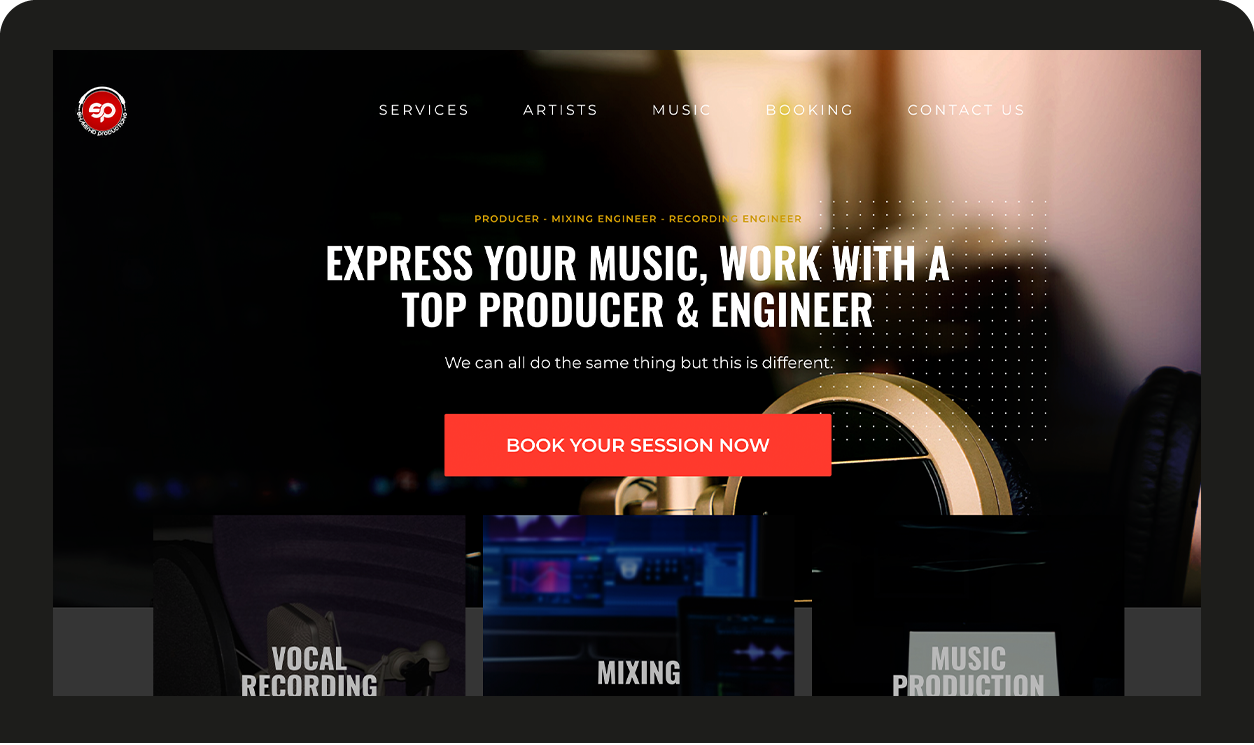 sp
SERVICES ARTISTS MUSIC BOOKING CONTACT US
PRODUCER - MIXING ENGINEER - RECORDING ENGINEER
EXPRESS YOUR MUSIC, WORK WITH A
TOP PRODUCER & ENGINEER
We can all do the same thing but this is different.
BOOK YOUR SESSION NOW
VOCAL
RECORDING
MIXING
MUSIC
PRODUCTION